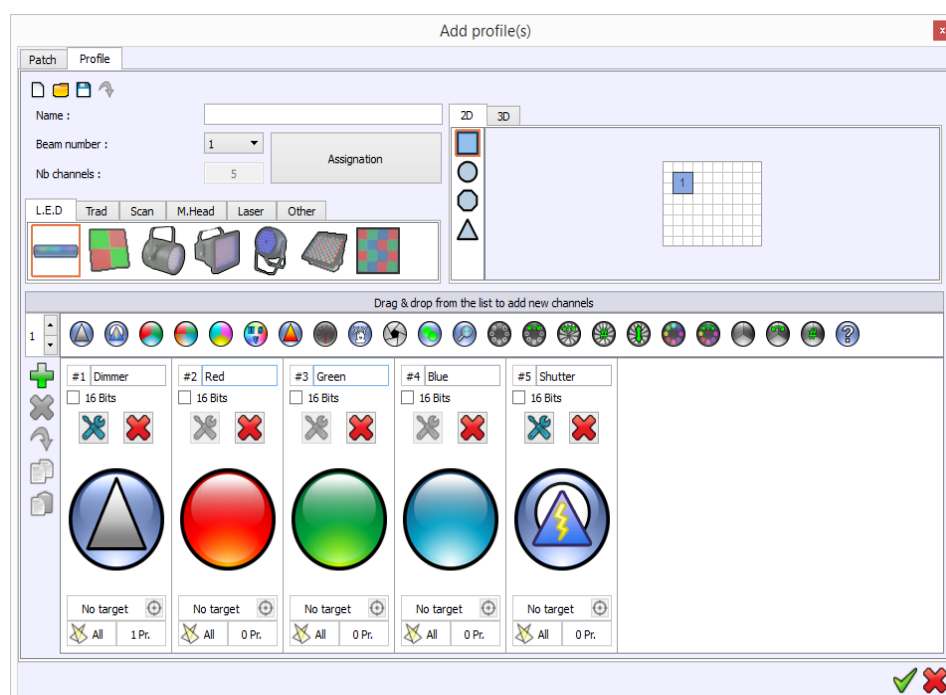 Add profile(s)
x
Patch Profile
Name :
Beam number : 1
Assignation
Nb channels : 5
2D 3D
1
L.E.D Trad Scan M.Head Laser Other
Drag & drop from the list to add new channels
1
#
#
?
#1 Dimmer #2 Red #3 Green #4 Blue #5 Shutter
16 Bits 16 Bits 16 Bits 16 Bits 16 Bits
No target No target No target No target No target
All 1 Pr. All 0 Pr. All 0 Pr. All 0 Pr. All 0 Pr.